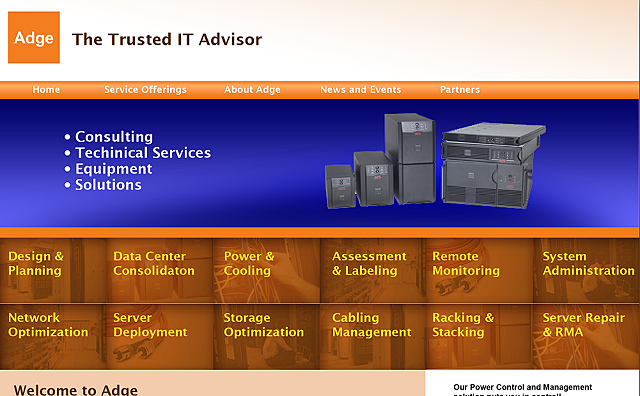 Adge
The Trusted IT Advisor
Home Service Offerings About Adge News and Events Partners
• Consulting
• Techinical Services
• Equipment
• Solutions
Design &
Planning
Data Center
Consolidaton
Power &
Cooling
Assessment
& Labeling
Remote
Monitoring
System
Administration
Network
Optimization
Server
Deployment
Storage
Optimization
Cabling
Management
Racking &
Stacking
Server Repair
& RMA
Welcome to Adge
Our Power Control and Management
solution puts you in control!